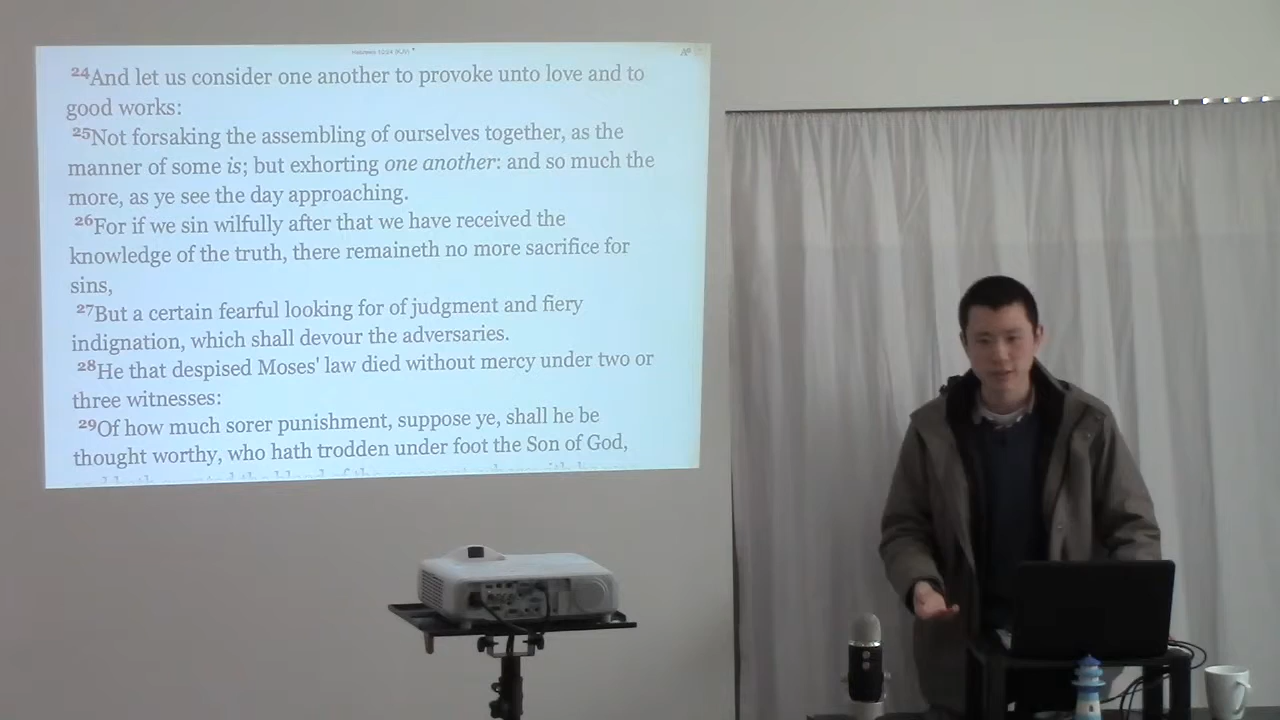 Hebrews 10:24 (KJV)
24And let us consider one another to provoke unto love and to
good works:
25Not forsaking the assembling of ourselves together, as the
manner of some is; but exhorting one another: and so much the
more, as ye see the day approaching.
26For if we sin wilfully after that we have received the
knowledge of the truth, there remaineth no more sacrifice for
sins,
27But a certain fearful looking for of judgment and fiery
indignation, which shall devour the adversaries.
28He that despised Moses' law died without mercy under two or
three witnesses:
29Of how much sorer punishment, suppose ye, shall he be
thought worthy, who hath trodden under foot the Son of God,